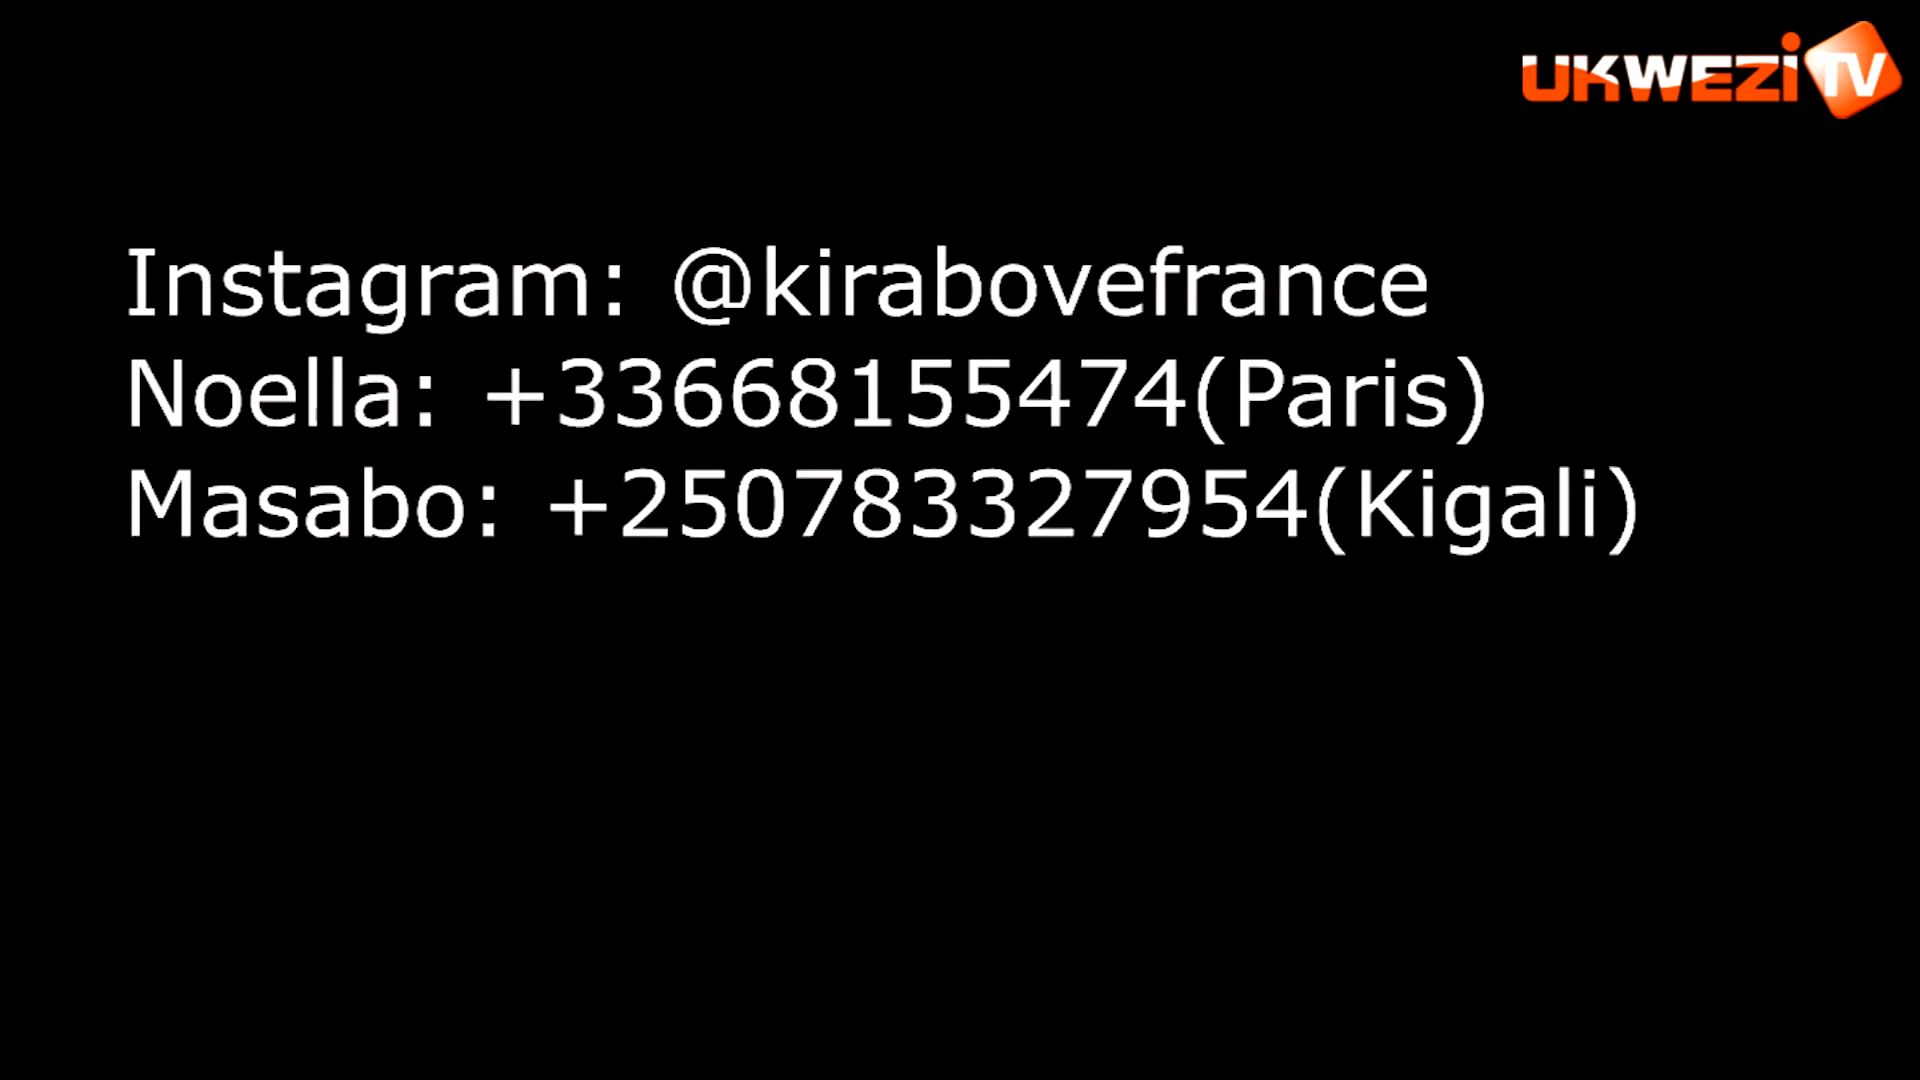 UKWEZI TV
Instagram: @kirabovefrance
Noella: +33668155474(Paris)
Masabo: +250783327954(Kigali)